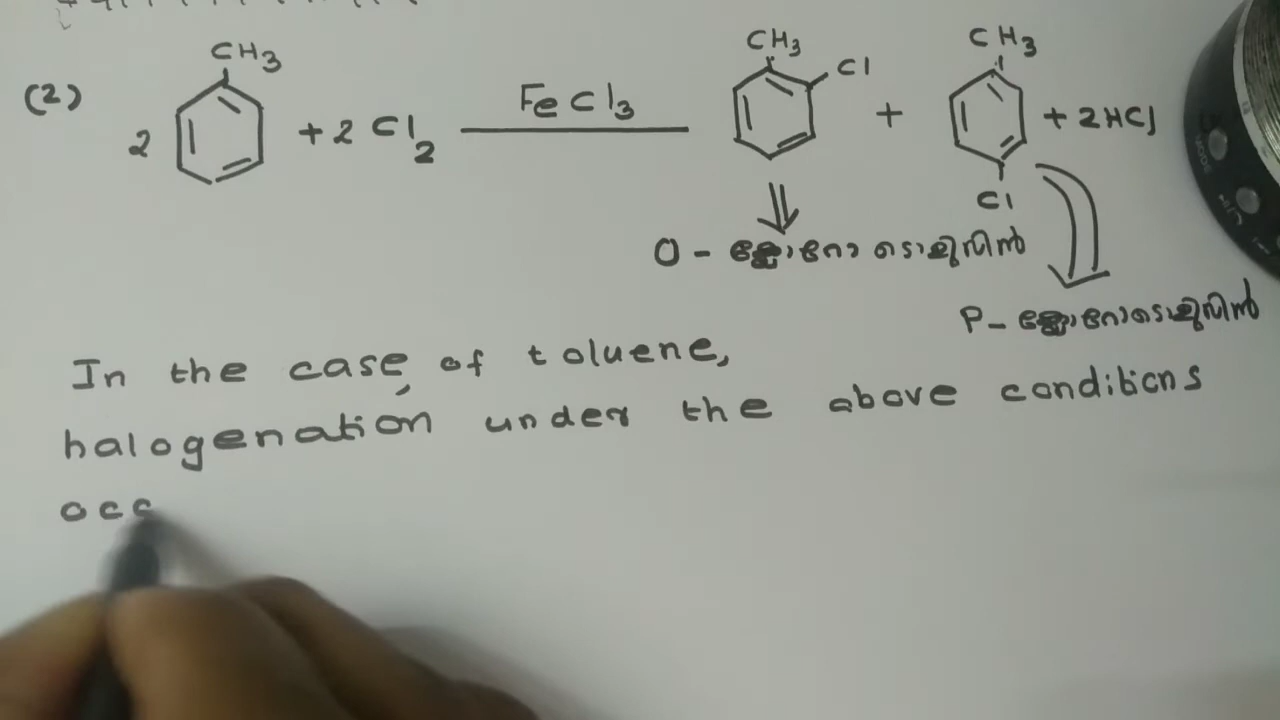 (2) 2 CH3 + 2 Cl2 FeCl3 CH3 Cl + CH3 Cl + 2HCl
O - ക്ലോറോ ടൊളുവിൻ
P - ക്ലോറോടൊളുവിൻ
In the case, of toluene,
halogenation under the above conditions
occ